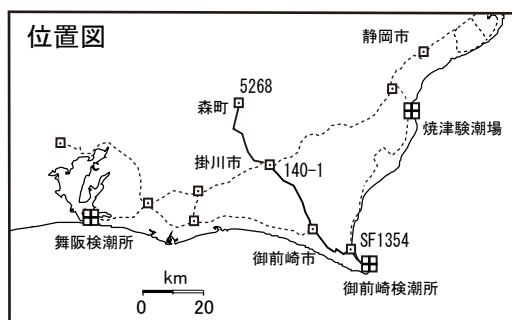 位置図
静岡市
5268
森町
焼津験潮場
掛川市
140-1
SF1354
舞阪検潮所
御前崎市
御前崎検潮所
km
0 20